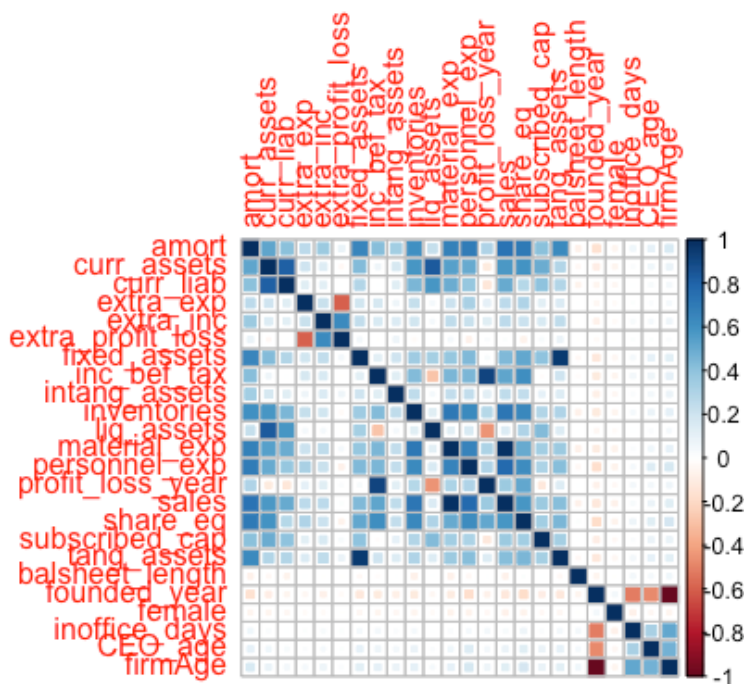 amort
curr_assets
curr_liab
extra_exp
extra_inc
extra_profit_loss
fixed_assets
inc_bef_tax
intang_assets
inventories
liq_assets
material_exp
personnel_exp
profit_loss_year
sales
share_eq
subscribed_cap
tang_assets
balsheet_length
founded_year
female
inoffice_days
CEO_age
firmAge
amort
curr_assets
curr_liab
extra_exp
extra_inc
extra_profit_loss
fixed_assets
inc_bef_tax
intang_assets
inventories
liq_assets
material_exp
personnel_exp
profit_loss_year
sales
share_eq
subscribed_cap
tang_assets
balsheet_length
founded_year
female
inoffice_days
CEO_age
firmAge
1
0.8
0.6
0.4
0.2
0
-0.2
-0.4
-0.6
-0.8
-1